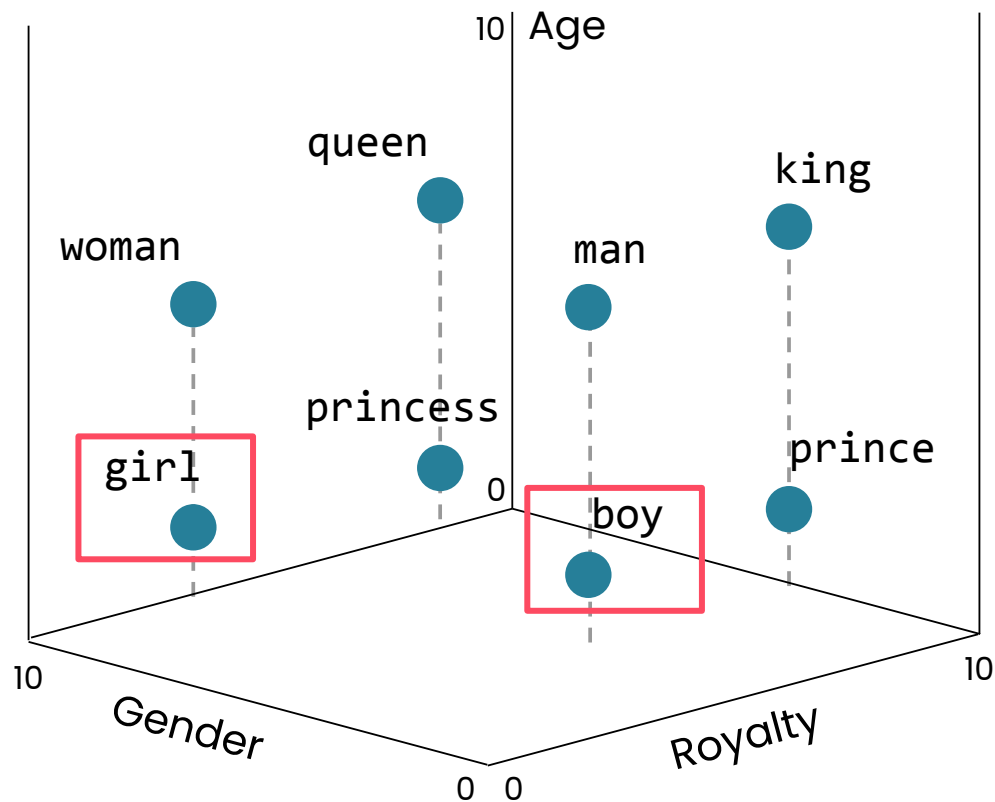 10 Age
queen
king
woman
man
princess
prince
girl
0
boy
10
10
Gender
Royalty
0 0